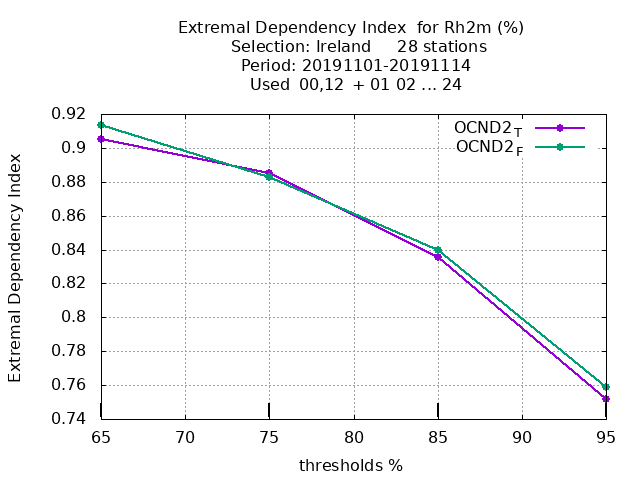 Extremal Dependency Index  for Rh2m (%)
Selection: Ireland     28 stations
Period: 20191101-20191114
Used  00,12  + 01 02 ... 24
OCND2T
OCND2F
Extremal Dependency Index
0.92
0.9
0.88
0.86
0.84
0.82
0.8
0.78
0.76
0.74
65 70 75 80 85 90 95
thresholds %